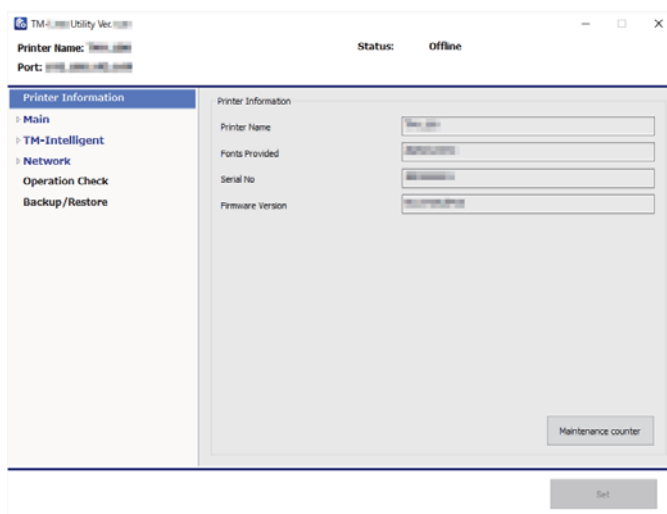 TM- Utility Ver.
Printer Name:
Status: Offline
Port:
Printer Information
Main
TM-Intelligent
Network
Operation Check
Backup/Restore
Printer Information
Printer Name
Fonts Provided
Serial No
Firmware Version
Maintenance counter
Set